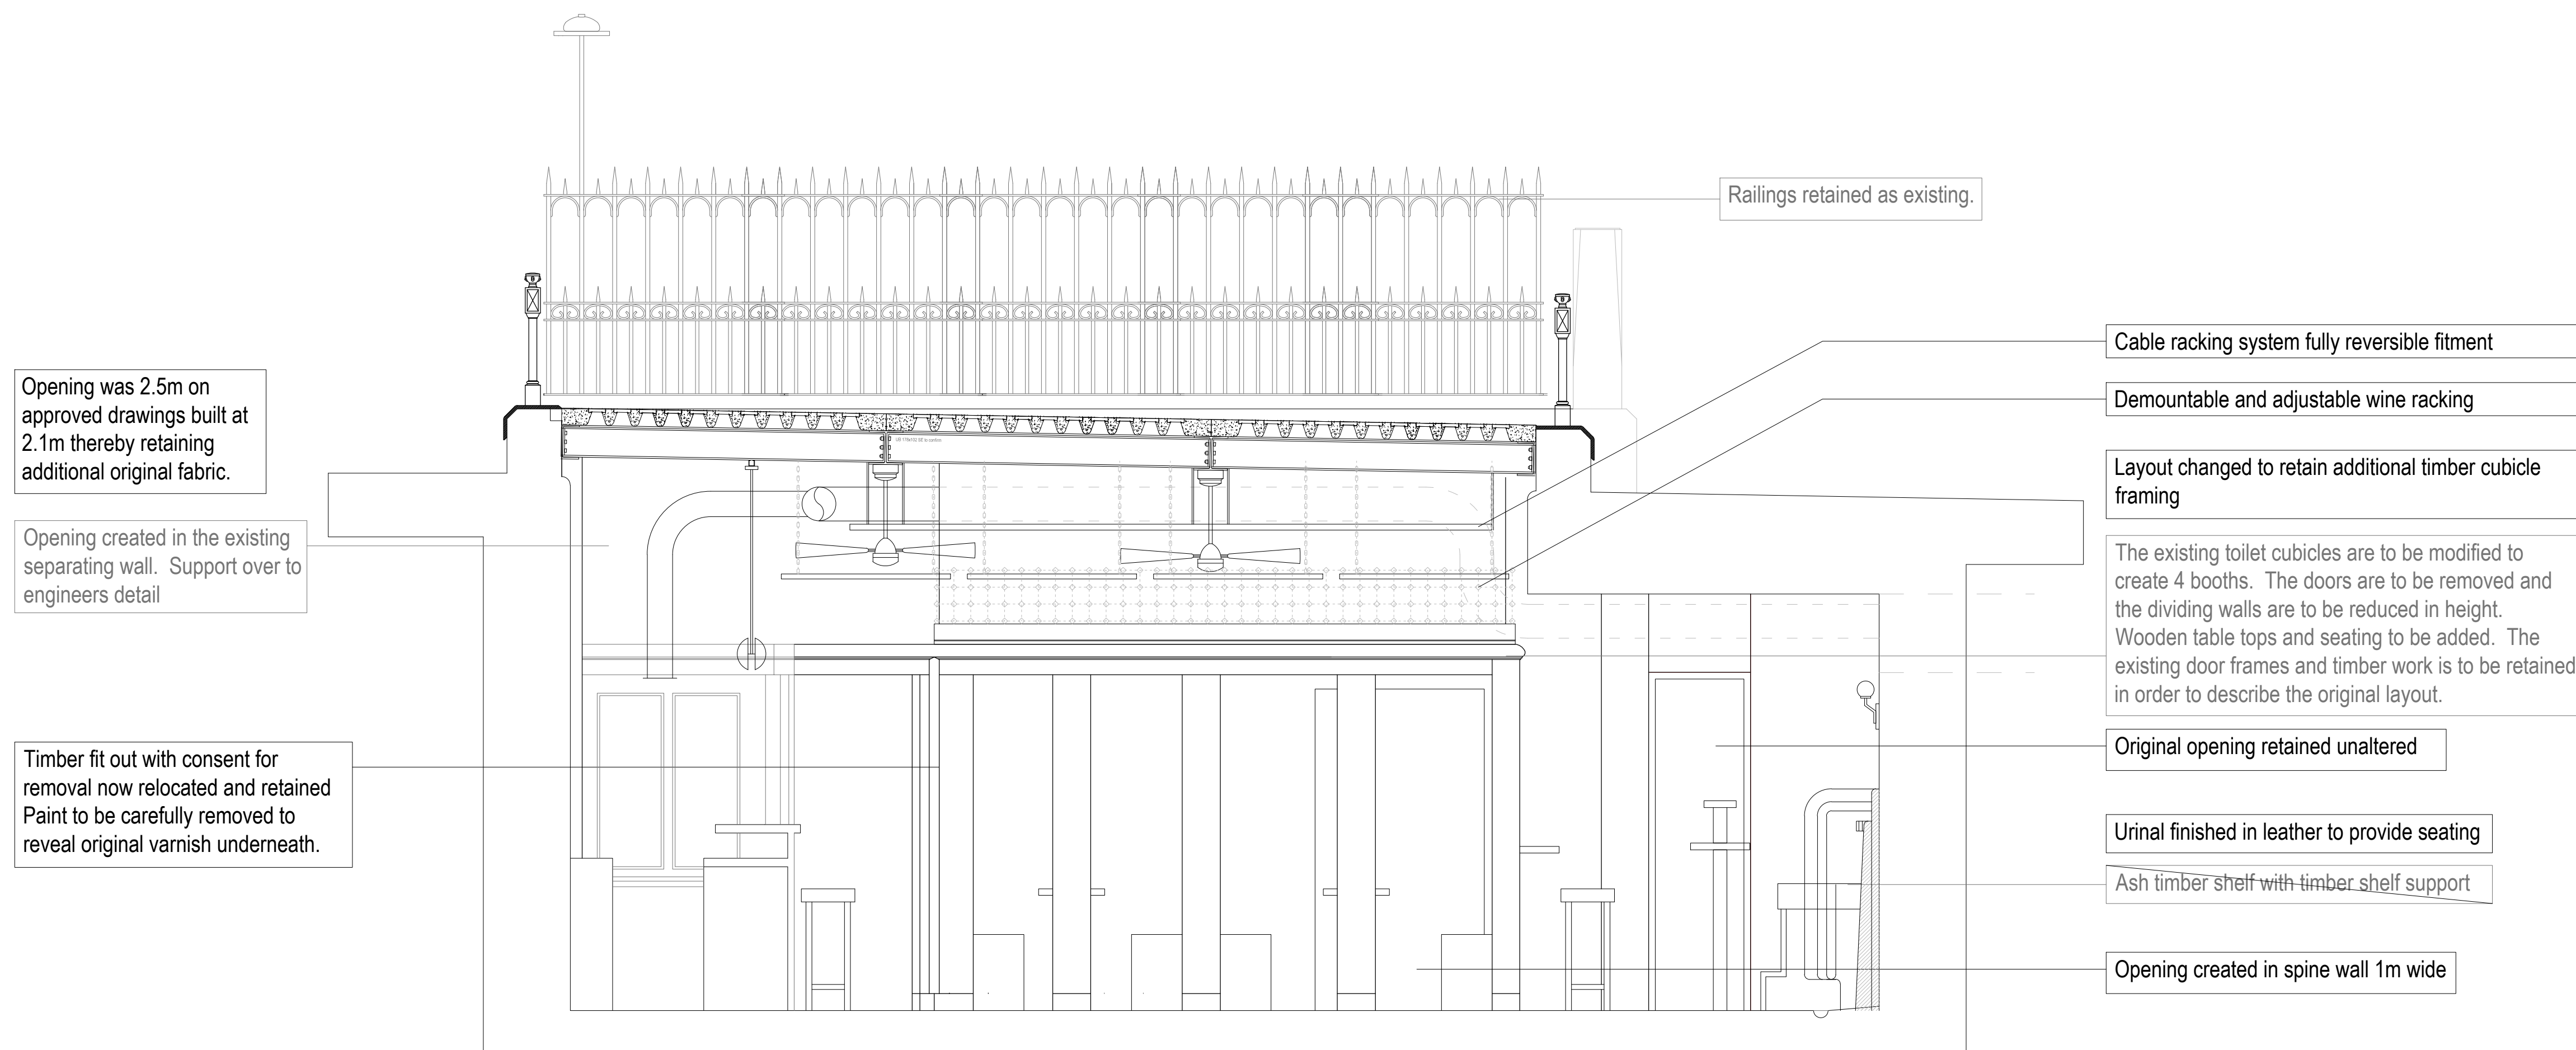 Railings retained as existing.
Opening was 2.5m on
approved drawings built at
2.1m thereby retaining
additional original fabric.
Opening created in the existing
separating wall.  Support over to
engineers detail
Timber fit out with consent for
removal now relocated and retained
Paint to be carefully removed to
reveal original varnish underneath.
Cable racking system fully reversible fitment
Demountable and adjustable wine racking
Layout changed to retain additional timber cubicle
framing
The existing toilet cubicles are to be modified to
create 4 booths.  The doors are to be removed and
the dividing walls are to be reduced in height.
Wooden table tops and seating to be added.  The
existing door frames and timber work is to be retained
in order to describe the original layout.
Original opening retained unaltered
Urinal finished in leather to provide seating
Ash timber shelf with timber shelf support
Opening created in spine wall 1m wide